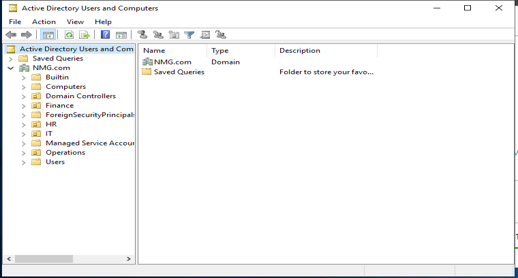 Active Directory Users and Computers
File Action View Help
Active Directory Users and Com
Saved Queries
NMG.com
Builtin
Computers
Domain Controllers
Finance
ForeignSecurityPrincipals
HR
IT
Managed Service Accour
Operations
Users
Name Type Description
NMG.com Domain
Saved Queries Folder to store your favo...